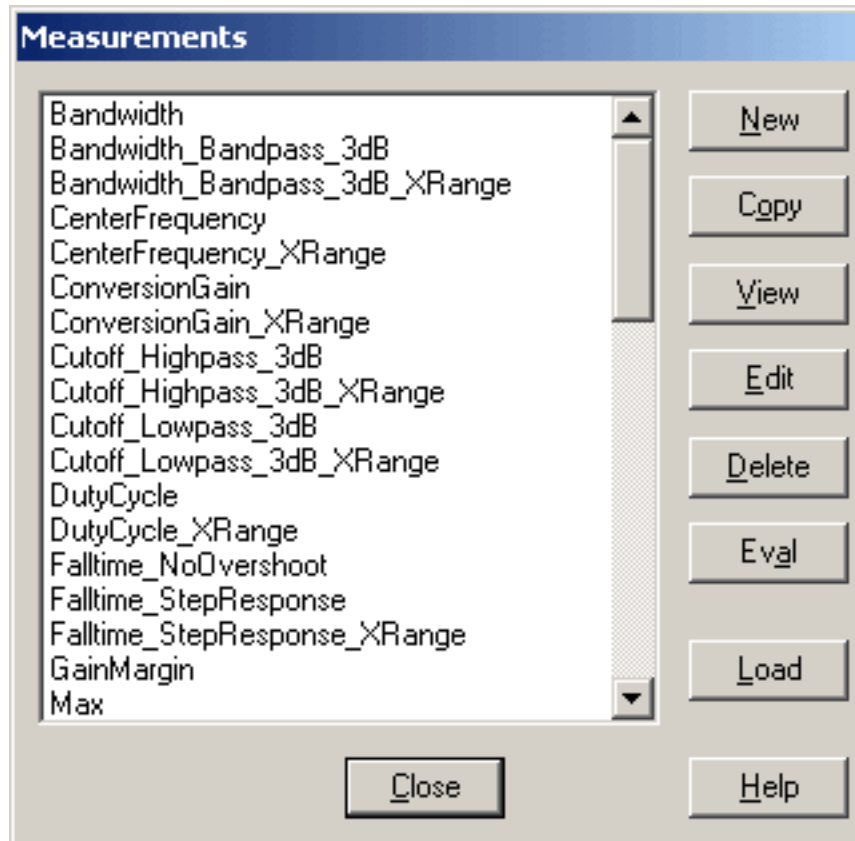 Measurements
Bandwidth
Bandwidth_Bandpass_3dB
Bandwidth_Bandpass_3dB_XRange
CenterFrequency
CenterFrequency_XRange
ConversionGain
ConversionGain_XRange
Cutoff_Highpass_3dB
Cutoff_Highpass_3dB_XRange
Cutoff_Lowpass_3dB
Cutoff_Lowpass_3dB_XRange
DutyCycle
DutyCycle_XRange
Falltime_NoOvershoot
Falltime_StepResponse
Falltime_StepResponse_XRange
GainMargin
Max
New
Copy
View
Edit
Delete
Eval
Load
Close
Help